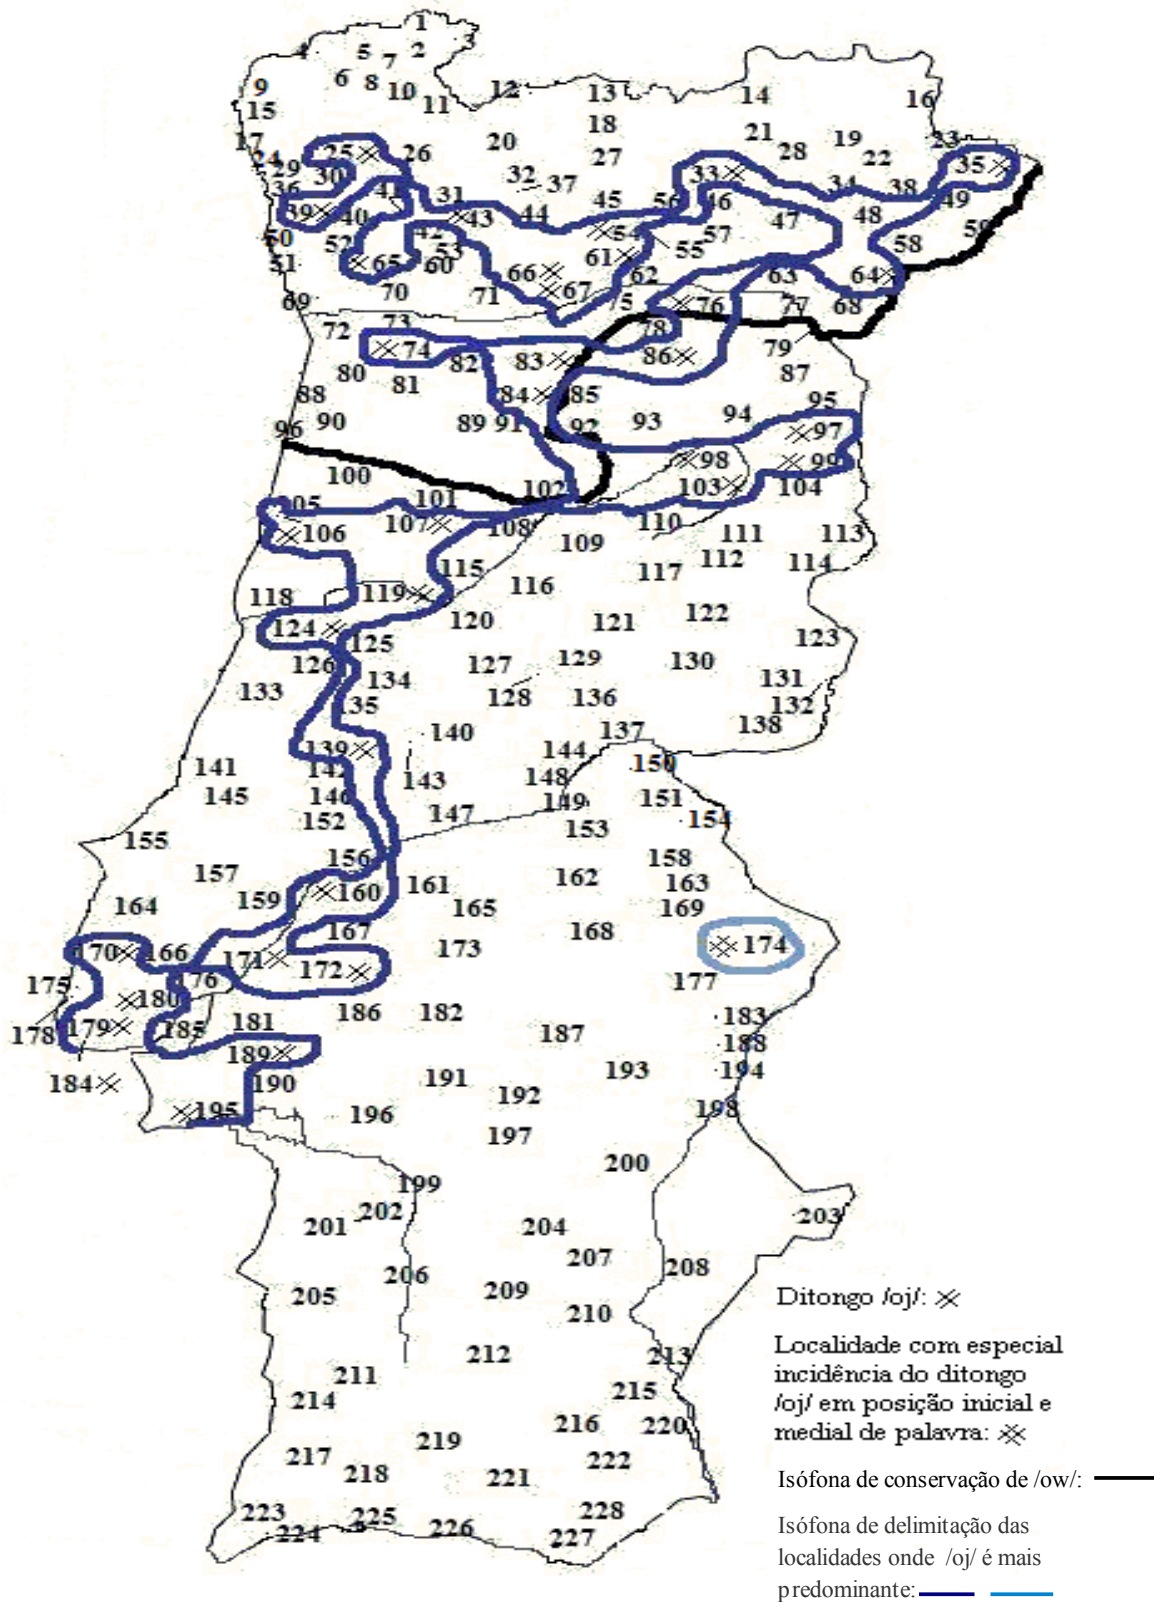 1
3
4 5 7 2
6 8 10
9 11 12 13 14 16
15
17 20 18 21 19 23
24 25 26 27 28 22
29 30 32 33 35
36 41 31 37 34 38
39 40 43 44 45 56 46 47 48 49
50 52 42 54 57 59
51 53 61 55 58
65 60 66 62 63 64
69 70 71 67 75 76 77 68
72 73 78
74 82 83 86 79
80 81 84 85 87
88 95
96 90 89 91 92 93 94 97
100 98 99
101 102 103 104
105 106 107 108 110 111 113
109 112 114
115 116 117
118 119
124 125 120 121 122 123
126 127 129 130
133 134 128 136 131
135 132
139 140 137 138
141 142 143 144 150
145 146 148
152 147 149 151
155 153 154
156 158
157 160 161 162 163
164 159 165 169
170 166 167 168
171 172 173 174
175 176 177
180
178 179 185 181 186 182 183
187 188
184 189 190 191 193 194
195 196 192 198
197
199 200
201 202 204 203
206 207 208
205 209 210
212 213
211
214 215
217 219 216 220
218 221 222
223 224 225 226 227 228
Ditongo /oj/:
Localidade com especial
incidência do ditongo
/oj/ em posição inicial e
medial de palavra:
Isófona de conservação de /ow/:
Isófona de delimitação das
localidades onde /oj/ é mais
predominante: